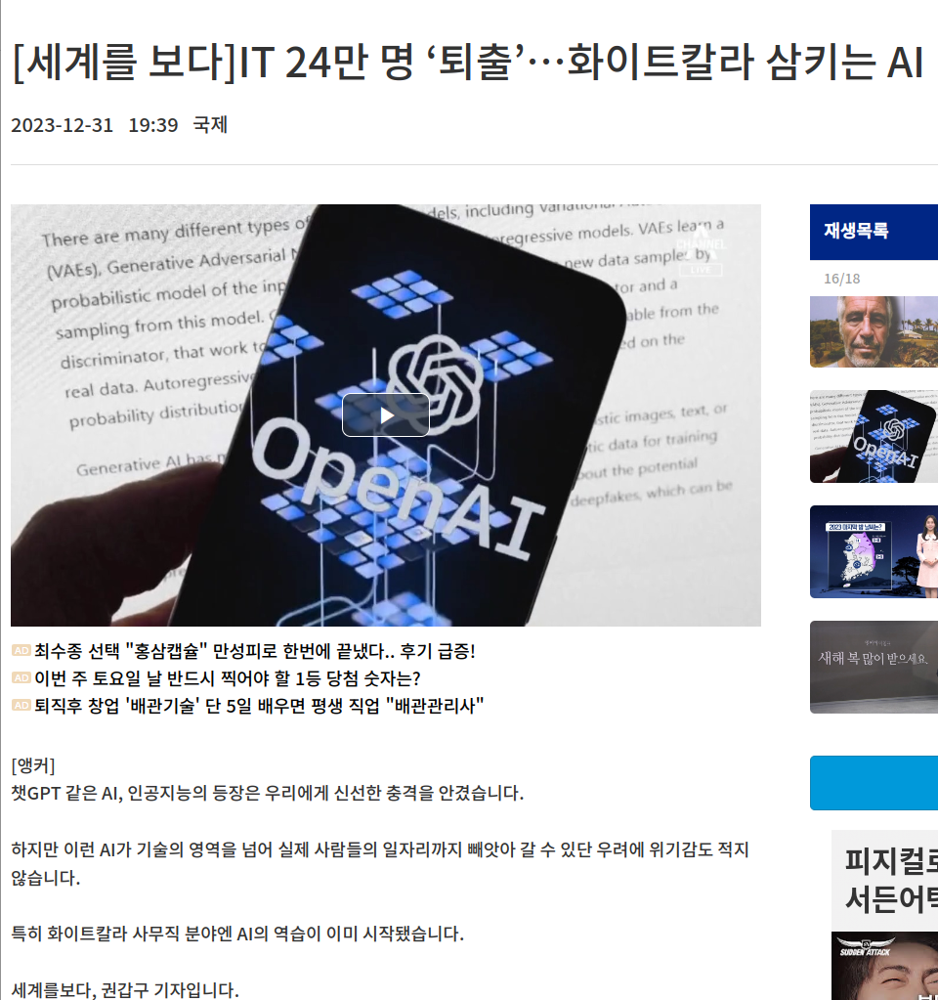 [세계를 보다]IT 24만 명 ‘퇴출’…화이트칼라 삼키는 AI
2023-12-31 19:39 국제
There are many different types of
dels, including
(VAEs), Generative Adversarial
regressive models. VAEs learn a
probabilistic model of the inp
new data samples by
sampling from this model.
tor and a
discriminator, that work to
able from the
real data. Autoregressive
ed on the
probability distribution
stic images, text, or
Generative AI has
tic data for training
bout the potential
deepfakes, which can be
OpenAI
CHANNEL A
LIVE
AD 최수종 선택 "홍삼캡슐" 만성피로 한번에 끝냈다.. 후기 급증!
AD 이번 주 토요일 날 반드시 찍어야 할 1등 당첨 숫자는?
AD 퇴직후 창업 '배관기술' 단 5일 배우면 평생 직업 "배관관리사"
[앵커]
챗GPT 같은 AI, 인공지능의 등장은 우리에게 신선한 충격을 안겼습니다.
하지만 이런 AI가 기술의 영역을 넘어 실제 사람들의 일자리까지 빼앗아 갈 수 있단 우려에 위기감도 적지
않습니다.
특히 화이트칼라 사무직 분야엔 AI의 역습이 이미 시작됐습니다.
세계를보다, 권갑구 기자입니다.
재생목록
16/18
OpenAI
2023 마지막 밤 날씨는?
새해 복 많이 받으세요.
피지컬로
서든어택
SUDDEN ATTACK